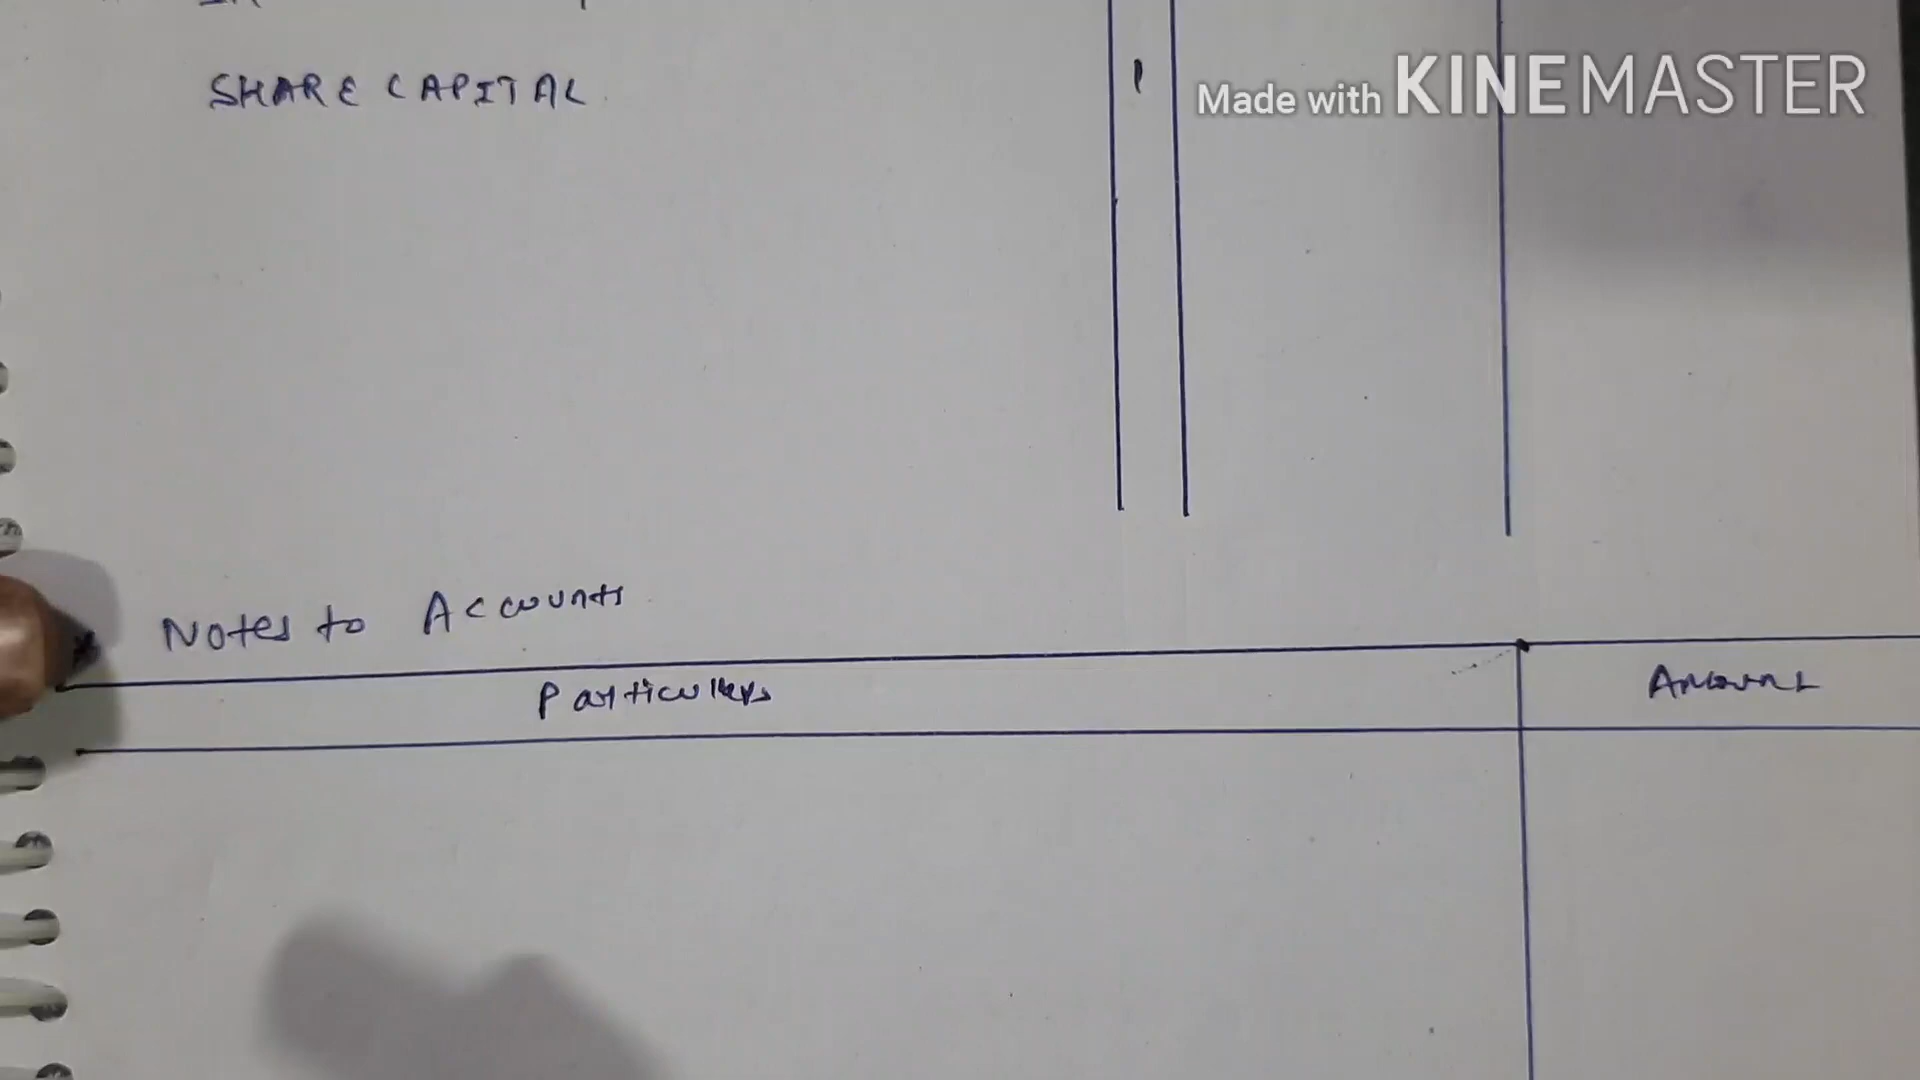 SHARE CAPITAL 1
Made with KINEMASTER
Notes to Accounts
Particulars Amount